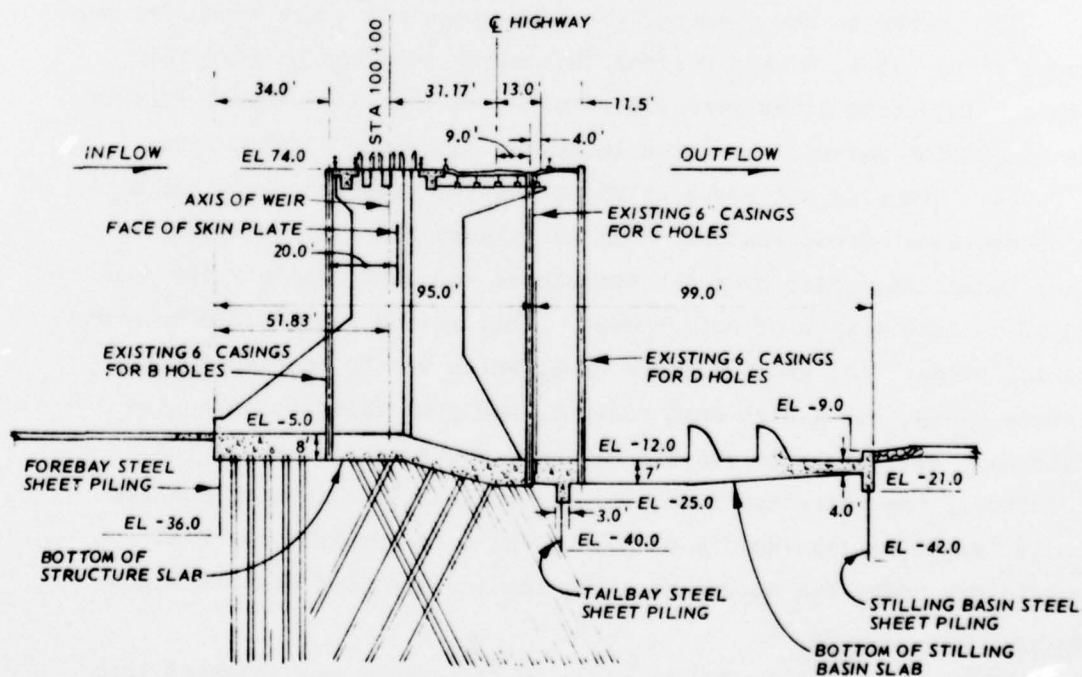 ℄ HIGHWAY
STA 100+00
34.0'
31.17'
13.0'
11.5'
9.0'
4.0'
INFLOW
EL 74.0
OUTFLOW
AXIS OF WEIR
FACE OF SKIN PLATE
20.0'
EXISTING 6" CASINGS
FOR C HOLES
95.0'
99.0'
51.83'
EXISTING 6" CASINGS
FOR B HOLES
EXISTING 6" CASINGS
FOR D HOLES
EL -5.0
8'
EL -9.0
EL -12.0
7'
FOREBAY STEEL
SHEET PILING
EL -21.0
EL -36.0
EL -25.0
4.0'
3.0'
EL -40.0
EL -42.0
BOTTOM OF
STRUCTURE SLAB
TAILBAY STEEL
SHEET PILING
STILLING BASIN STEEL
SHEET PILING
BOTTOM OF STILLING
BASIN SLAB